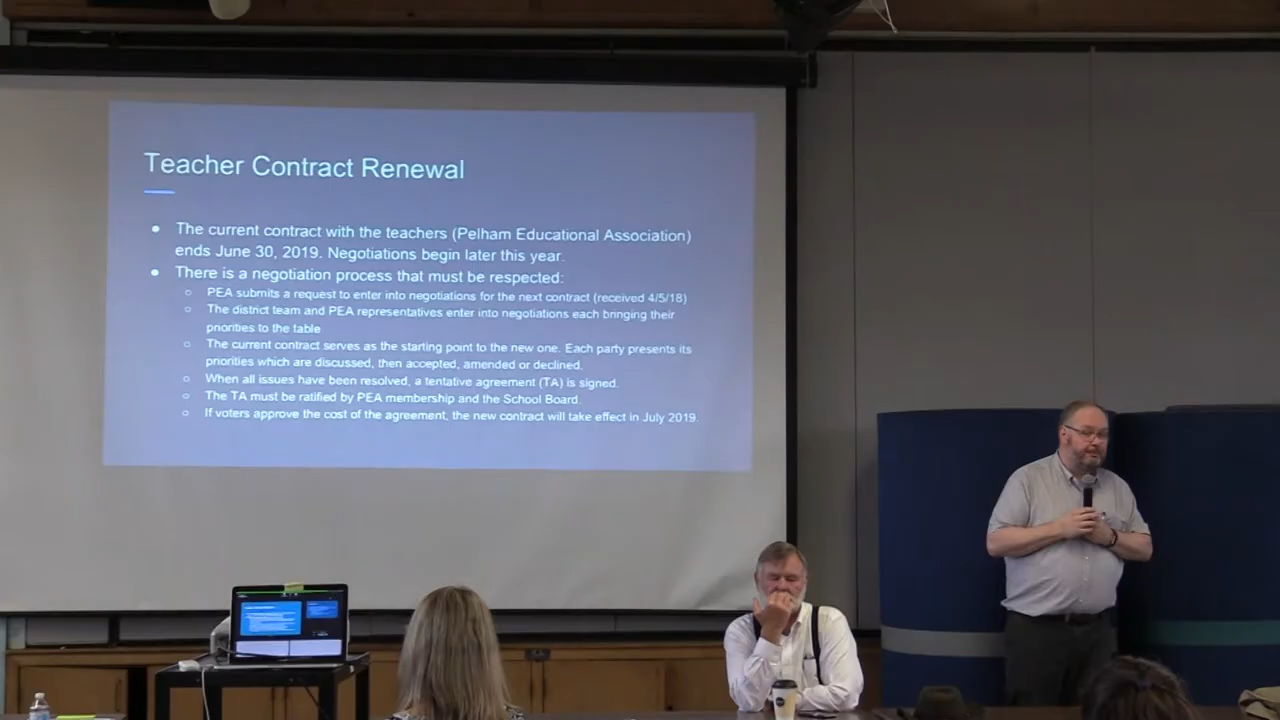 Teacher Contract Renewal
● The current contract with the teachers (Pelham Educational Association)
ends June 30, 2019. Negotiations begin later this year.
● There is a negotiation process that must be respected:
○ PEA submits a request to enter into negotiations for the next contract (received 4/5/18)
○ The district team and PEA representatives enter into negotiations each bringing their
priorities to the table
○ The current contract serves as the starting point to the new one. Each party presents its
priorities which are discussed, then accepted, amended or declined.
○ When all issues have been resolved, a tentative agreement (TA) is signed.
○ The TA must be ratified by PEA membership and the School Board.
○ If voters approve the cost of the agreement, the new contract will take effect in July 2019.